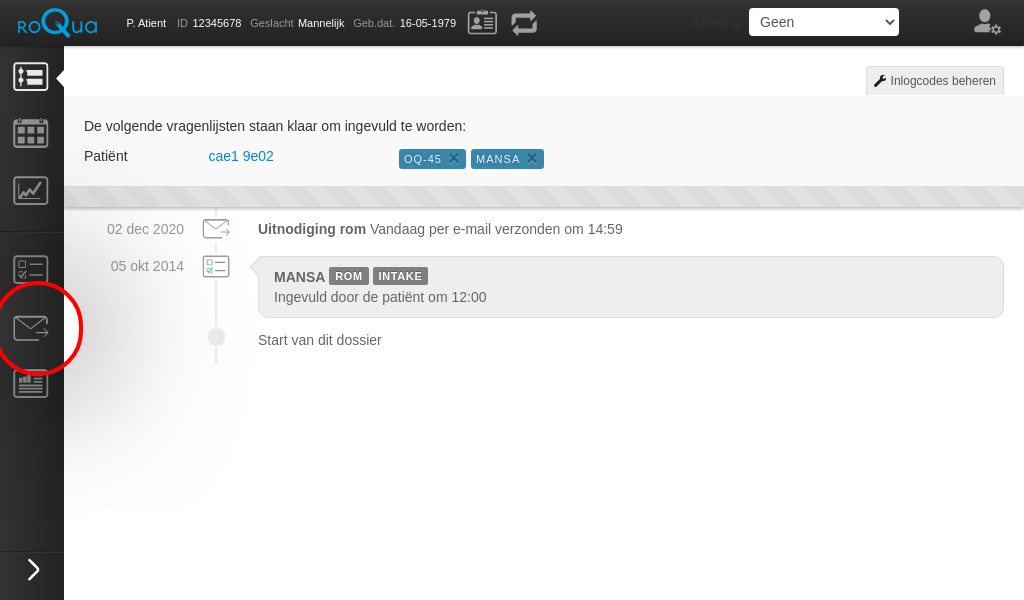 roQua P. Atient ID 12345678 Geslacht Mannelijk Geb.dat. 16-05-1979 Afdeling Geen
Inlogcodes beheren
De volgende vragenlijsten staan klaar om ingevuld te worden:
Patiënt cae1 9e02 OQ-45 MANSA
02 dec 2020 Uitnodiging rom Vandaag per e-mail verzonden om 14:59
05 okt 2014 MANSA ROM INTAKE
Ingevuld door de patiënt om 12:00
Start van dit dossier